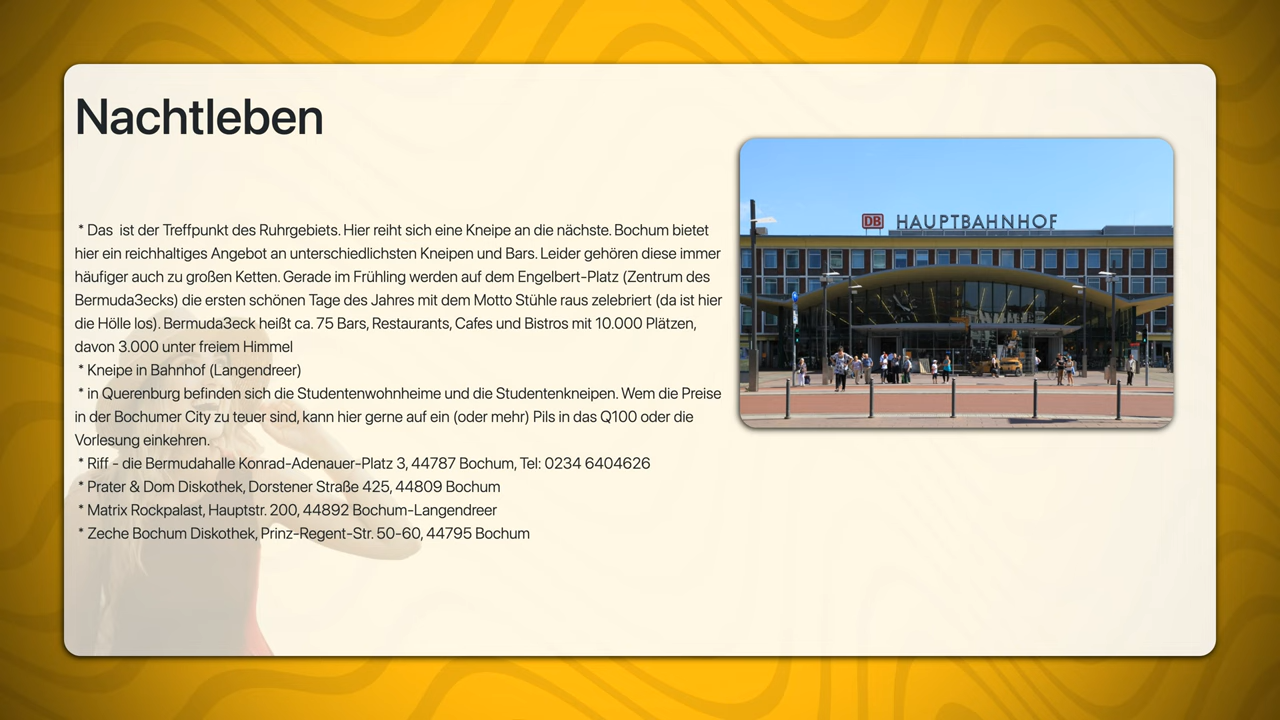 Nachtleben
* Das  ist der Treffpunkt des Ruhrgebiets. Hier reiht sich eine Kneipe an die nächste. Bochum bietet
hier ein reichhaltiges Angebot an unterschiedlichsten Kneipen und Bars. Leider gehören diese immer
häufiger auch zu großen Ketten. Gerade im Frühling werden auf dem Engelbert-Platz (Zentrum des
Bermuda3ecks) die ersten schönen Tage des Jahres mit dem Motto Stühle raus zelebriert (da ist hier
die Hölle los). Bermuda3eck heißt ca. 75 Bars, Restaurants, Cafes und Bistros mit 10.000 Plätzen,
davon 3.000 unter freiem Himmel
* Kneipe in Bahnhof (Langendreer)
* in Querenburg befinden sich die Studentenwohnheime und die Studentenkneipen. Wem die Preise
in der Bochumer City zu teuer sind, kann hier gerne auf ein (oder mehr) Pils in das Q100 oder die
Vorlesung einkehren.
* Riff - die Bermudahalle Konrad-Adenauer-Platz 3, 44787 Bochum, Tel: 0234 6404626
* Prater & Dom Diskothek, Dorstener Straße 425, 44809 Bochum
* Matrix Rockpalast, Hauptstr. 200, 44892 Bochum-Langendreer
* Zeche Bochum Diskothek, Prinz-Regent-Str. 50-60, 44795 Bochum
DB HAUPTBAHNHOF